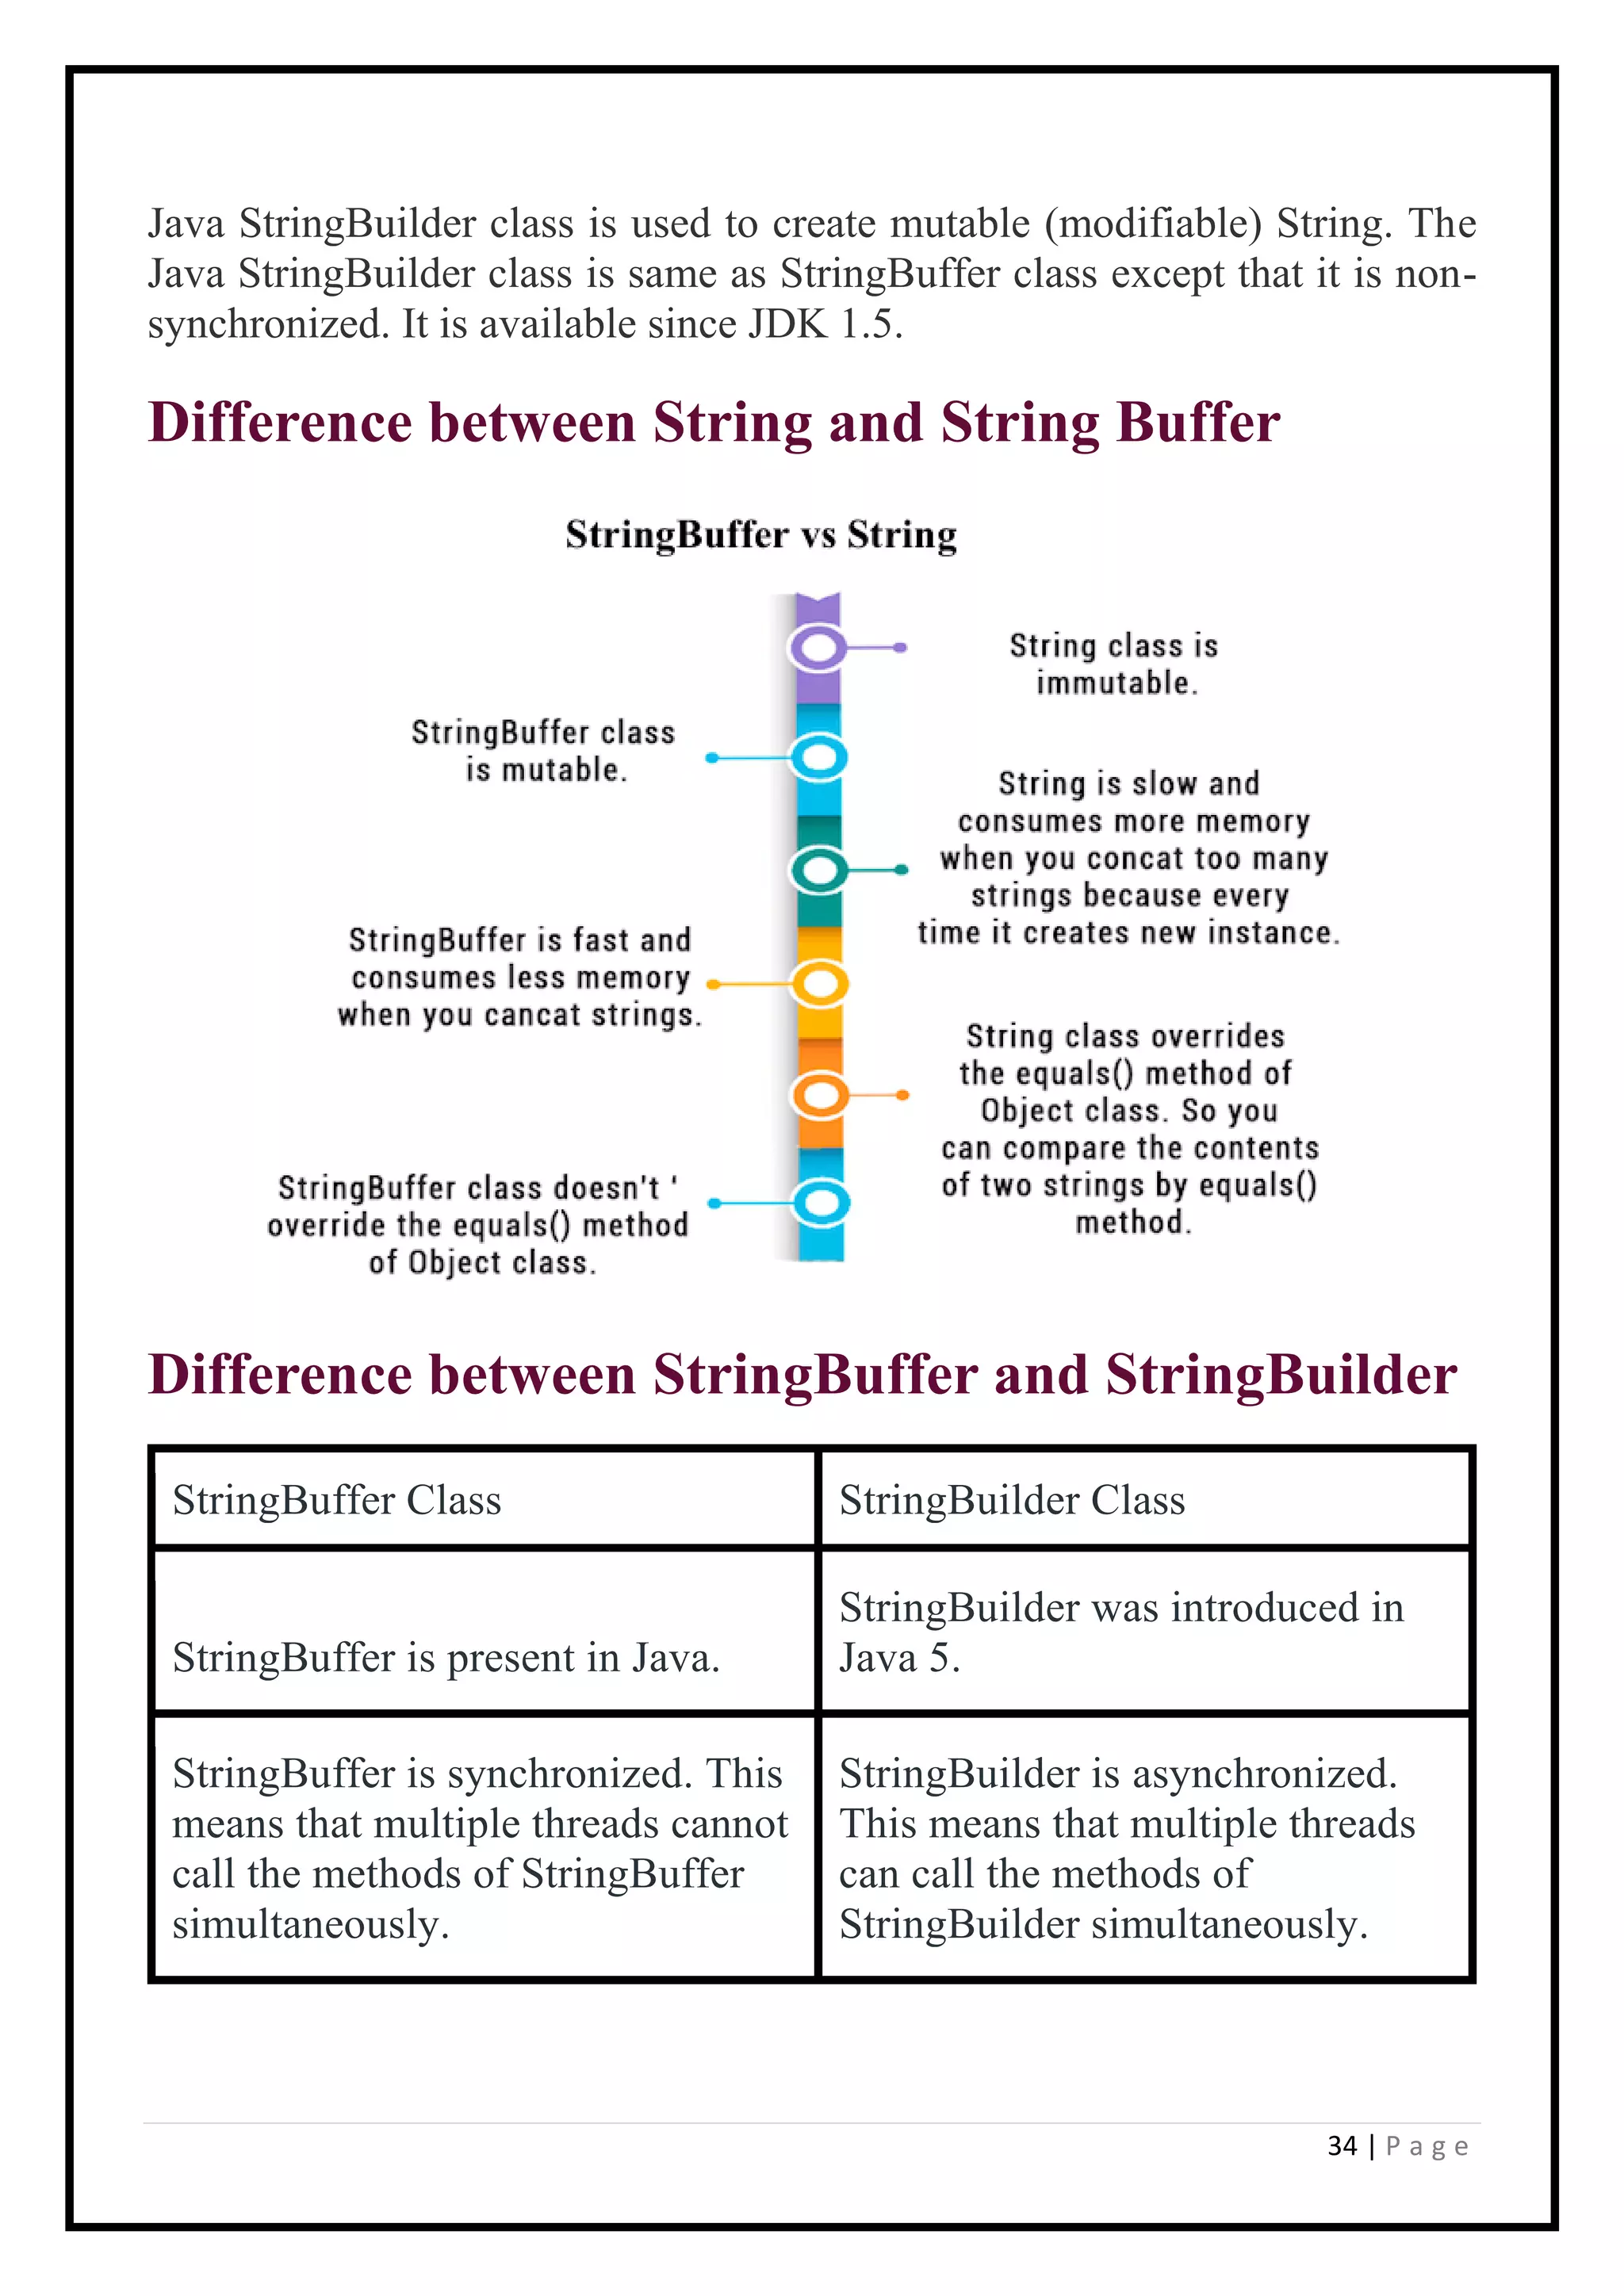 Java StringBuilder class is used to create mutable (modifiable) String. The
Java StringBuilder class is same as StringBuffer class except that it is non-
synchronized. It is available since JDK 1.5.
Difference between String and String Buffer
StringBuffer vs String
String class is
immutable.
StringBuffer class
is mutable.
String is slow and
consumes more memory
when you concat too many
strings because every
time it creates new instance.
StringBuffer is fast and
consumes less memory
when you cancat strings.
String class overrides
the equals() method of
Object class. So you
can compare the contents
of two strings by equals()
method.
StringBuffer class doesn't ‘
override the equals() method
of Object class.
Difference between StringBuffer and StringBuilder
StringBuffer Class
StringBuilder Class
StringBuffer is present in Java.
StringBuilder was introduced in
Java 5.
StringBuffer is synchronized. This
means that multiple threads cannot
call the methods of StringBuffer
simultaneously.
StringBuilder is asynchronized.
This means that multiple threads
can call the methods of
StringBuilder simultaneously.
34 | P a g e